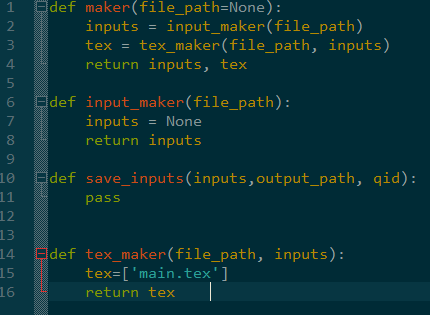 1 def maker(file_path=None):
2     inputs = input_maker(file_path)
3     tex = tex_maker(file_path, inputs)
4     return inputs, tex
5
6 def input_maker(file_path):
7     inputs = None
8     return inputs
9
10 def save_inputs(inputs,output_path, qid):
11     pass
12
13
14 def tex_maker(file_path, inputs):
15     tex=['main.tex']
16     return tex